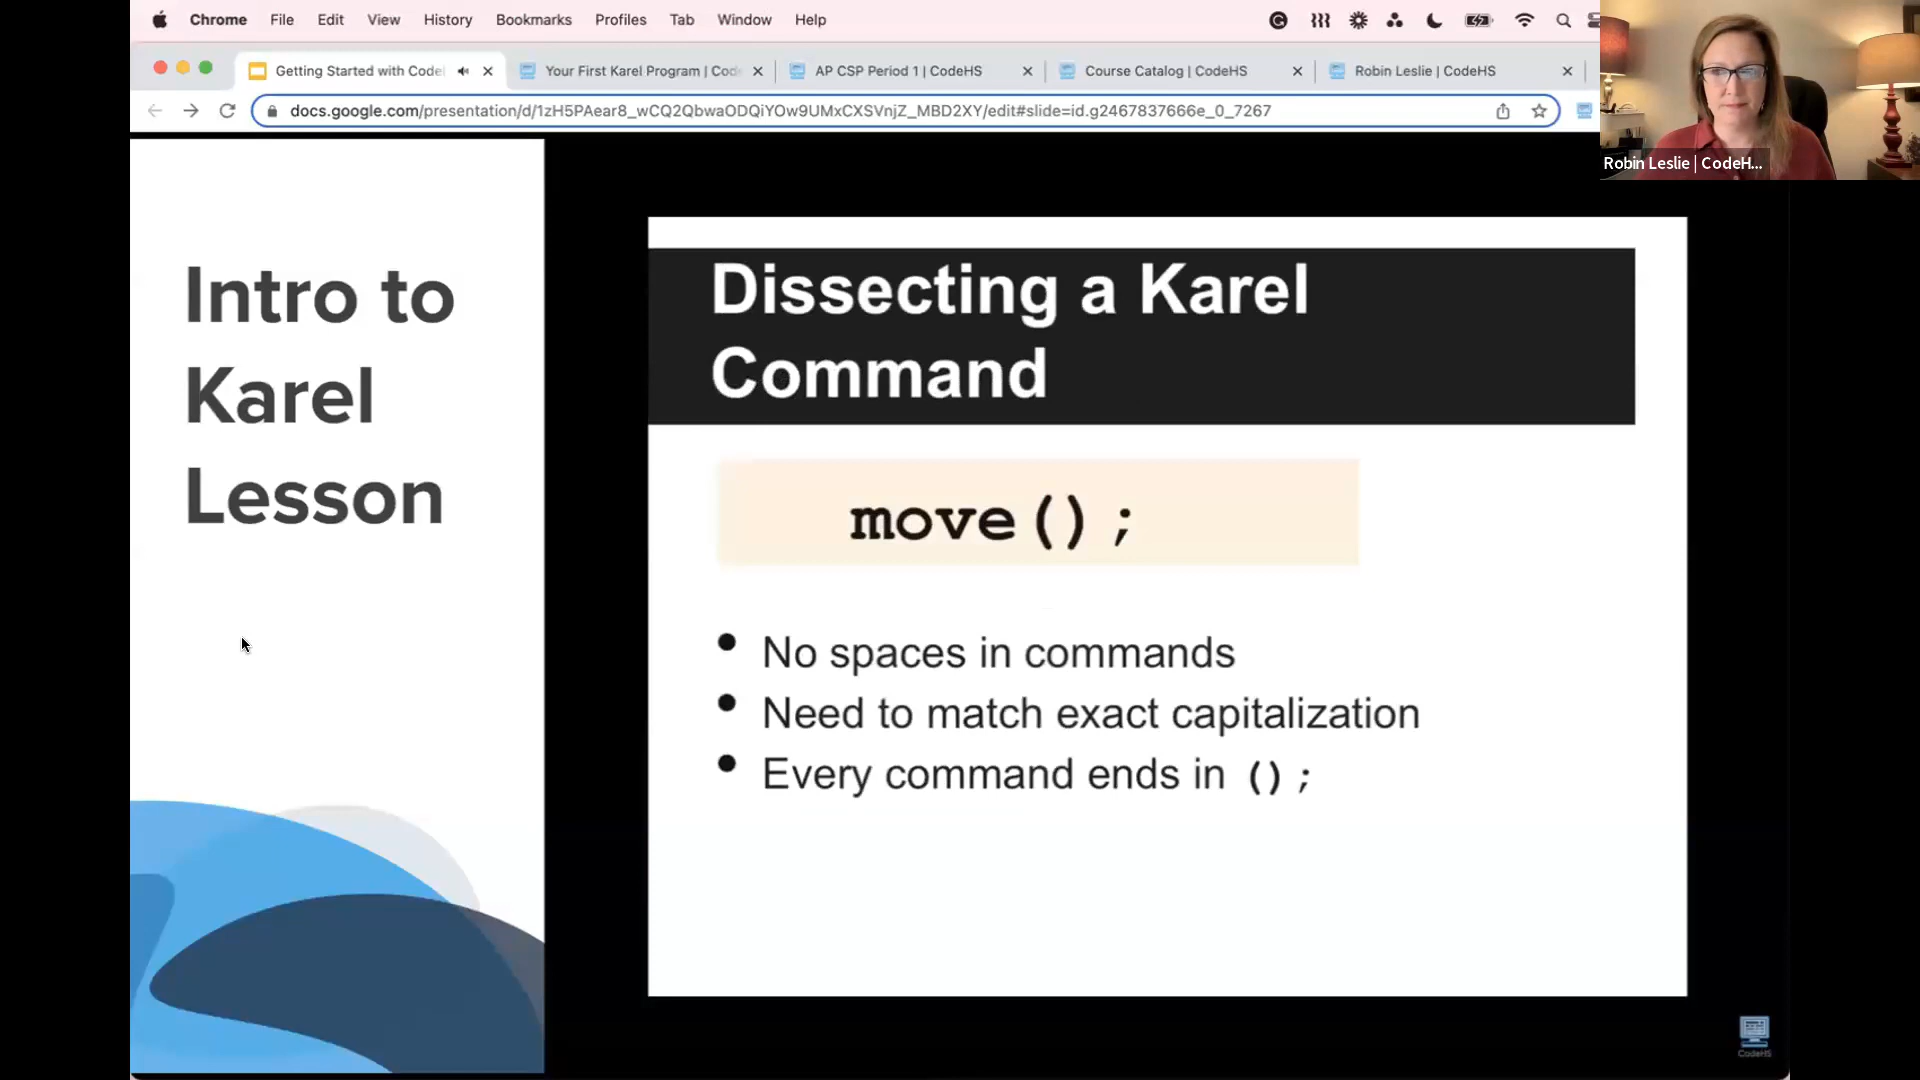 Chrome File Edit View History Bookmarks Profiles Tab Window Help
Getting Started with Code
Your First Karel Program | Code
AP CSP Period 1 | CodeHS
Course Catalog | CodeHS
Robin Leslie | CodeHS
docs.google.com/presentation/d/1zH5PAear8_wCQ2QbwaODQiYOw9UMxCXSVnjZ_MBD2XY/edit#slide=id.g2467837666e_0_7267
Robin Leslie | CodeH...
Intro to
Karel
Lesson
Dissecting a Karel
Command
move();
• No spaces in commands
• Need to match exact capitalization
• Every command ends in ();
CodeHS